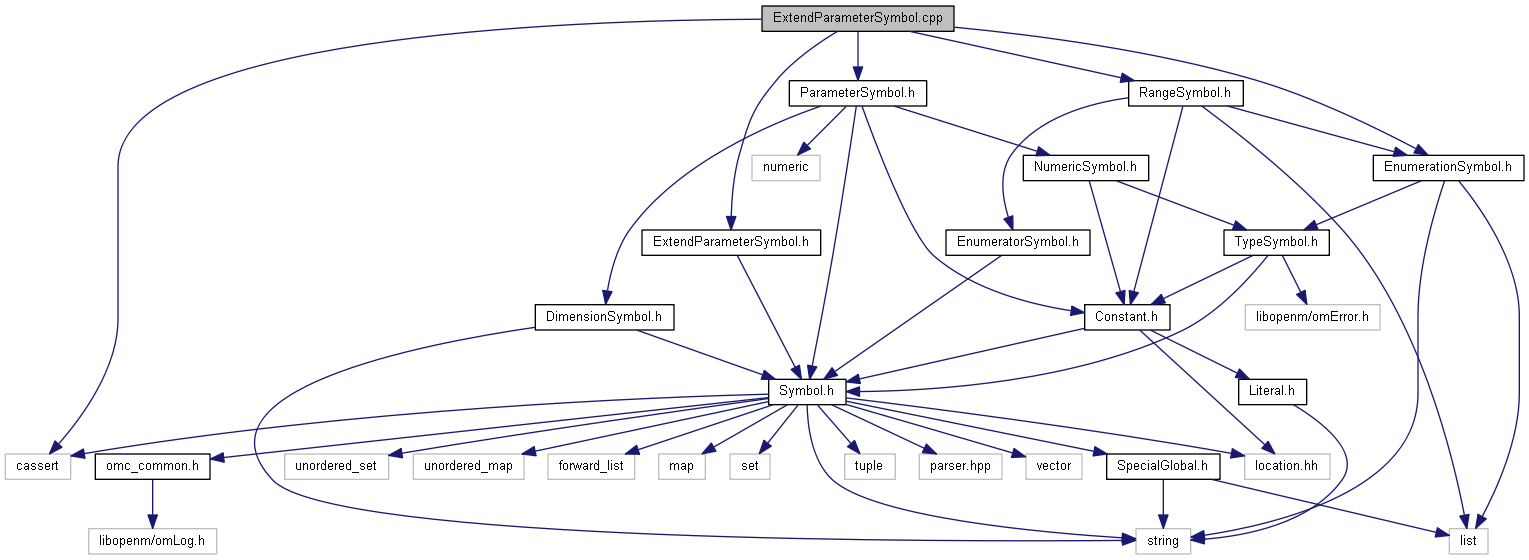 ExtendParameterSymbol.cpp
ParameterSymbol.h
RangeSymbol.h
numeric
NumericSymbol.h
EnumerationSymbol.h
ExtendParameterSymbol.h
EnumeratorSymbol.h
TypeSymbol.h
DimensionSymbol.h
Constant.h
libopenm/omError.h
Symbol.h
Literal.h
cassert
omc_common.h
unordered_set
unordered_map
forward_list
map
set
tuple
parser.hpp
vector
SpecialGlobal.h
location.hh
libopenm/omLog.h
string
list